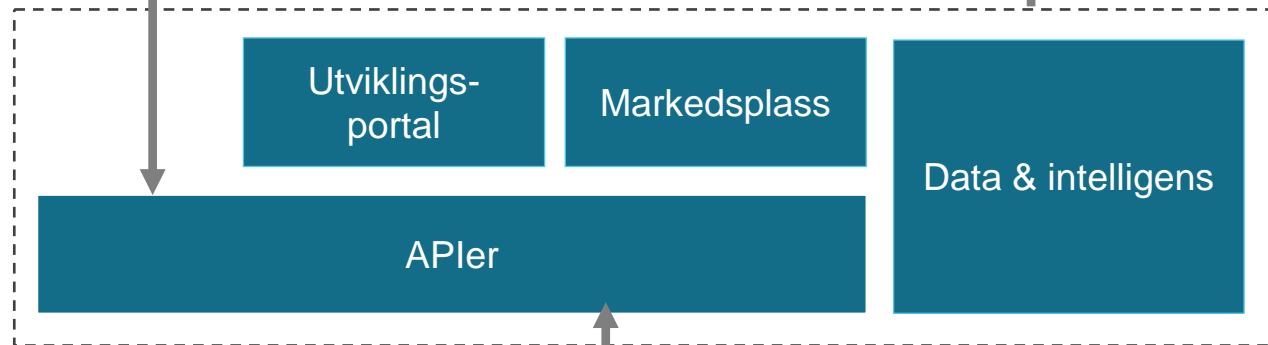 Utviklings-
portal
Markedsplass
Data & intelligens
APIer